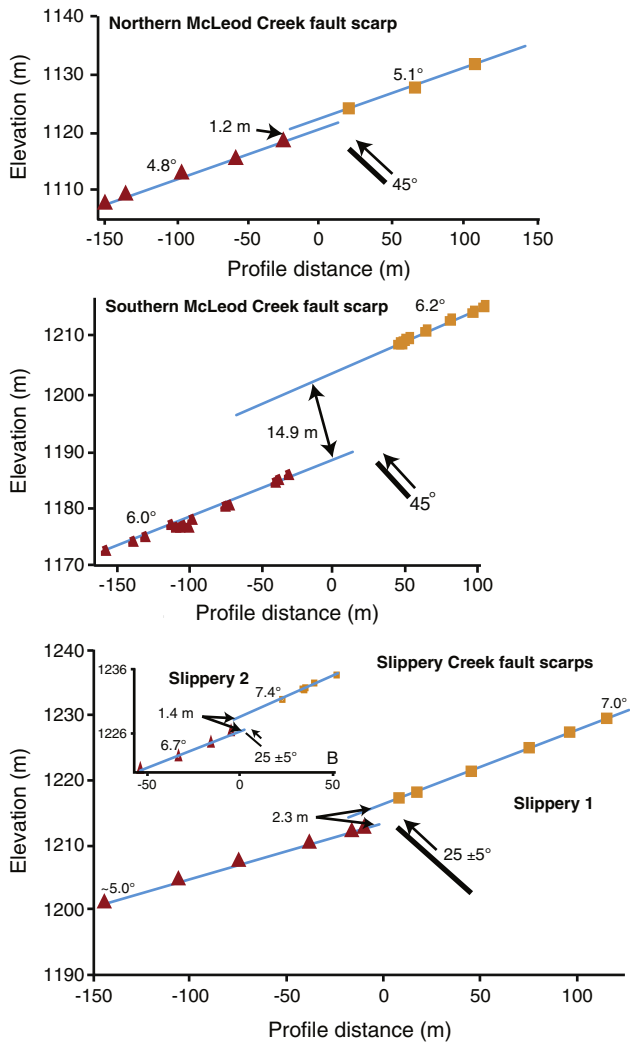 Northern McLeod Creek fault scarp
1140
1130
1120
1110
Elevation (m)
5.1°
1.2 m
4.8°
45°
-150 -100 -50 0 50 100 150
Profile distance (m)
Southern McLeod Creek fault scarp
1210
1200
1190
1180
1170
Elevation (m)
6.2°
14.9 m
6.0°
45°
-150 -100 -50 0 50 100
Profile distance (m)
Slippery Creek fault scarps
1240
1230
1220
1210
1200
1190
Elevation (m)
1236
1226
Slippery 2
7.4°
1.4 m
6.7°
25 ±5°
B
-50 0 50
7.0°
Slippery 1
2.3 m
25 ±5°
~5.0°
-150 -100 -50 0 50 100
Profile distance (m)